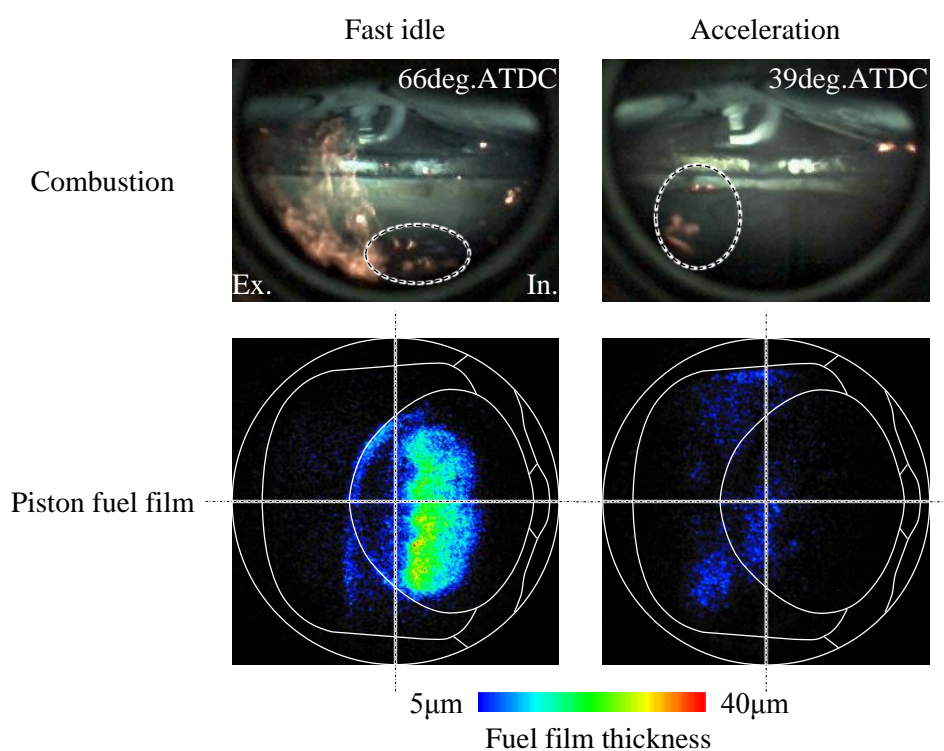 Fast idle
Acceleration
66deg.ATDC
39deg.ATDC
Combustion
Ex.
In.
Piston fuel film
5μm
40μm
Fuel film thickness